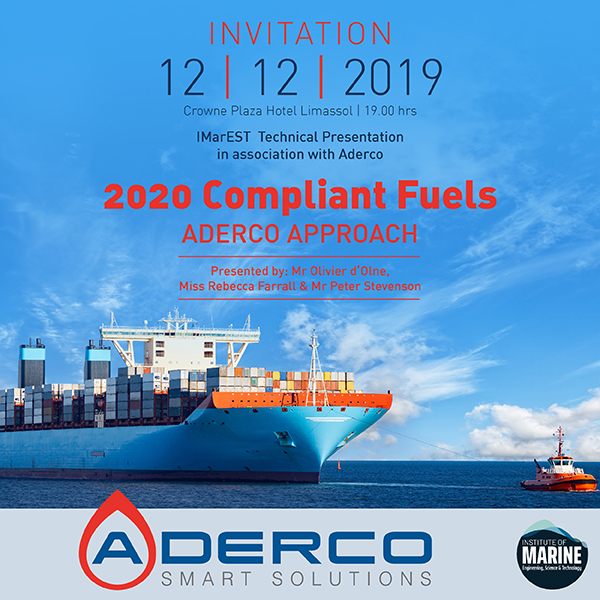 INVITATION
12 | 12 | 2019
Crowne Plaza Hotel Limassol | 19.00 hrs
IMarEST Technical Presentation
in association with Aderco
2020 Compliant Fuels
ADERCO APPROACH
Presented by: Mr Olivier d'Olne,
Miss Rebecca Farrall & Mr Peter Stevenson
ADERCO
SMART SOLUTIONS
INSTITUTE OF
MARINE
Engineering, Science & Technology